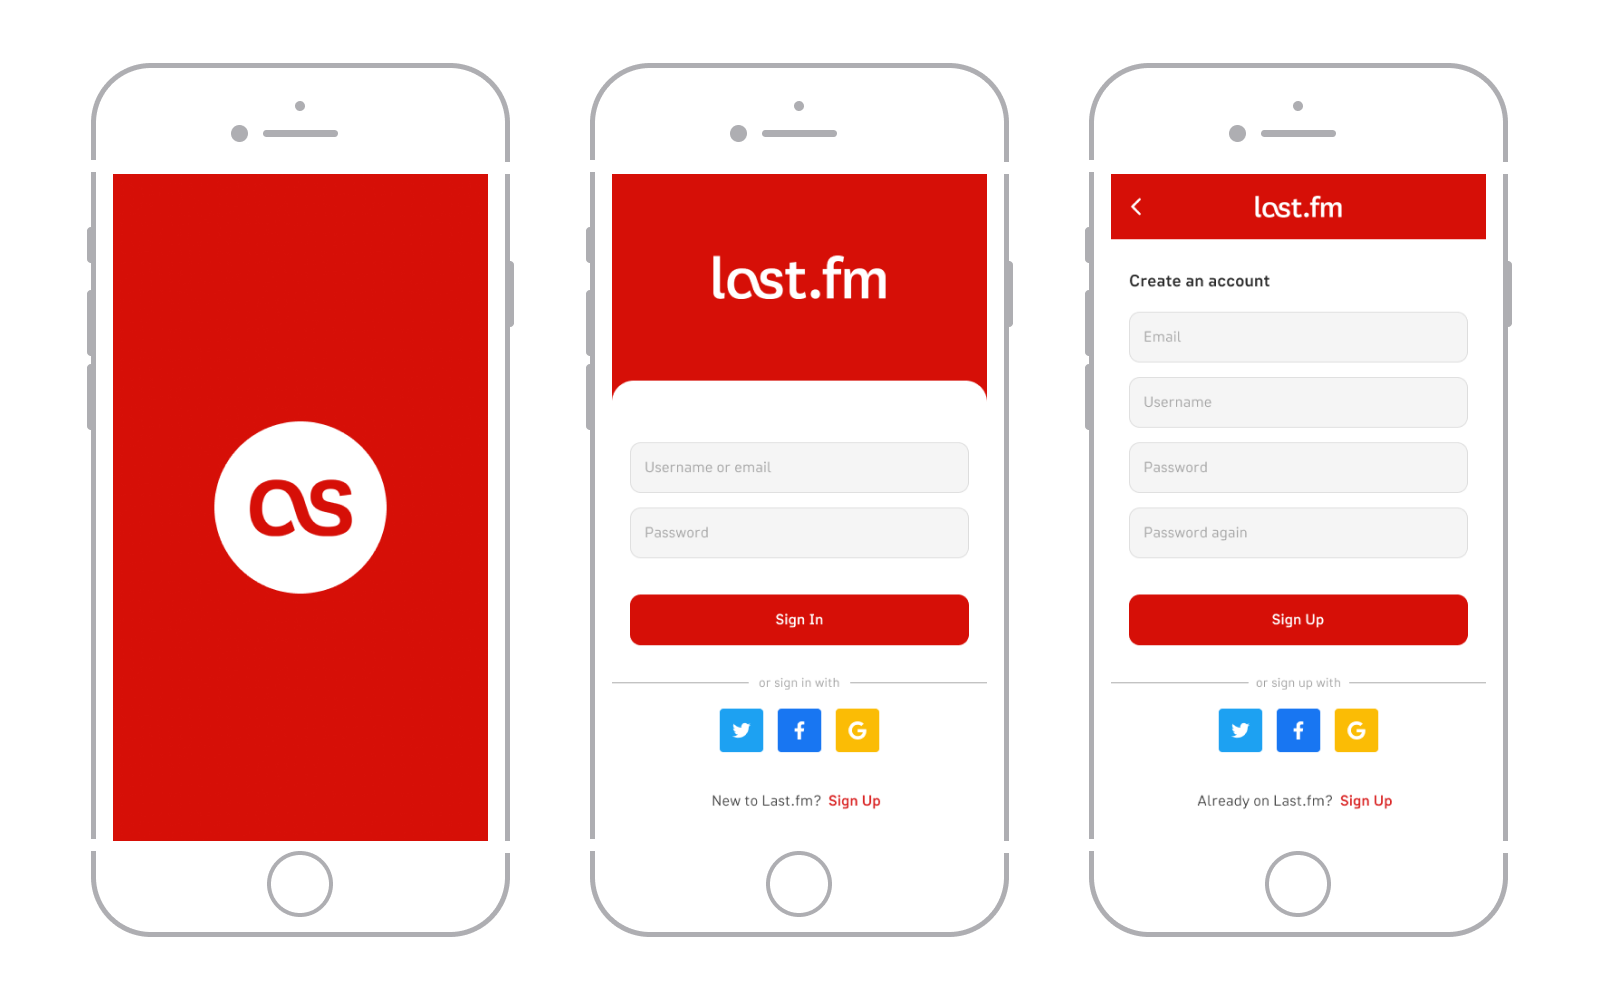 as
last.fm
Username or email
Password
Sign In
or sign in with
New to Last.fm? Sign Up
last.fm
Create an account
Email
Username
Password
Password again
Sign Up
or sign up with
Already on Last.fm? Sign Up